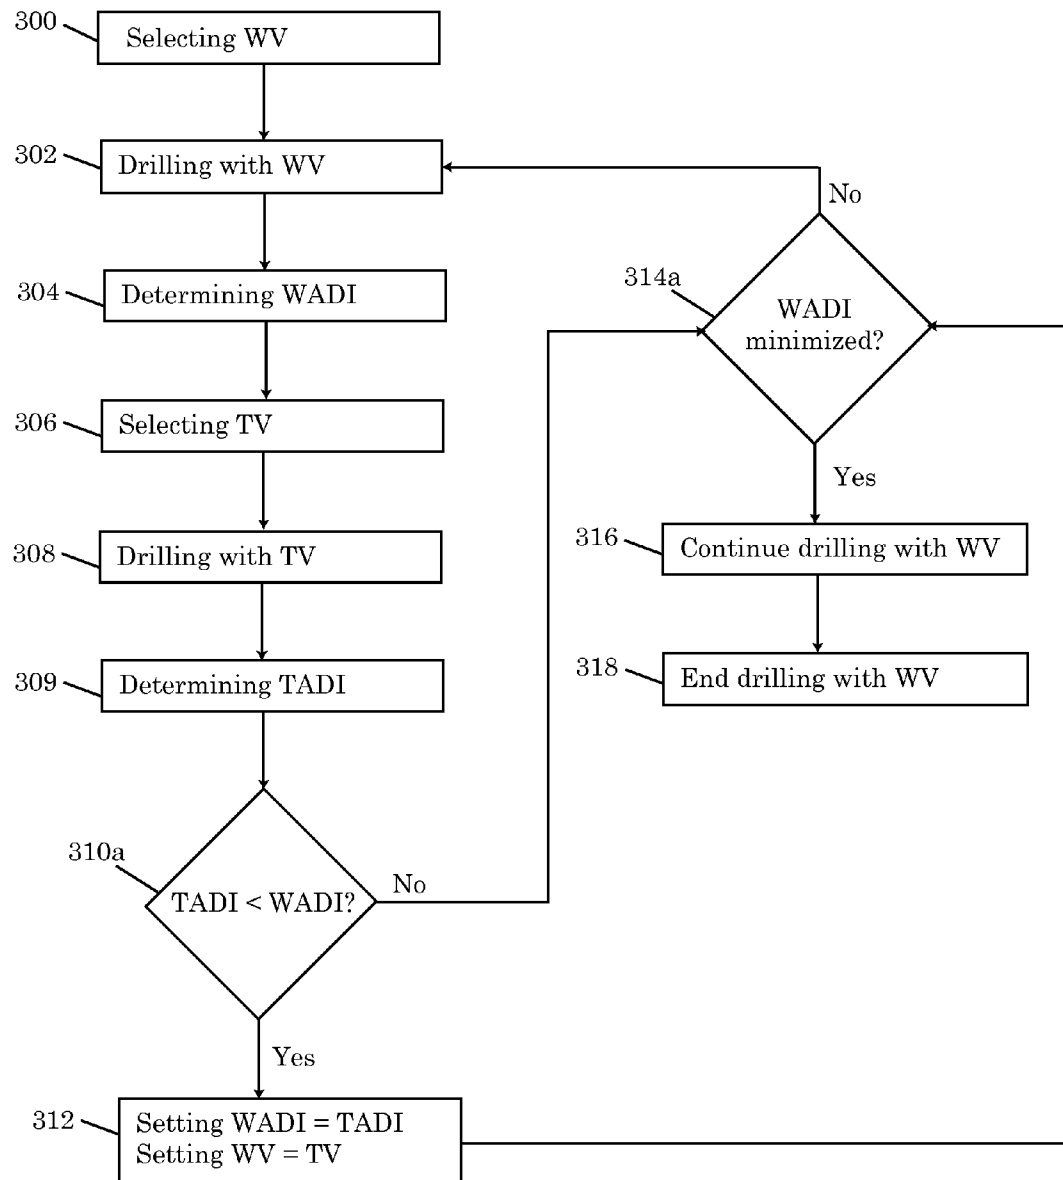 300
Selecting WV
302
Drilling with WV
No
304
Determining WADI
314a
WADI
minimized?
306
Selecting TV
Yes
308
Drilling with TV
316
Continue drilling with WV
309
Determining TADI
318
End drilling with WV
310a
TADI < WADI?
No
Yes
312
Setting WADI = TADI
Setting WV = TV